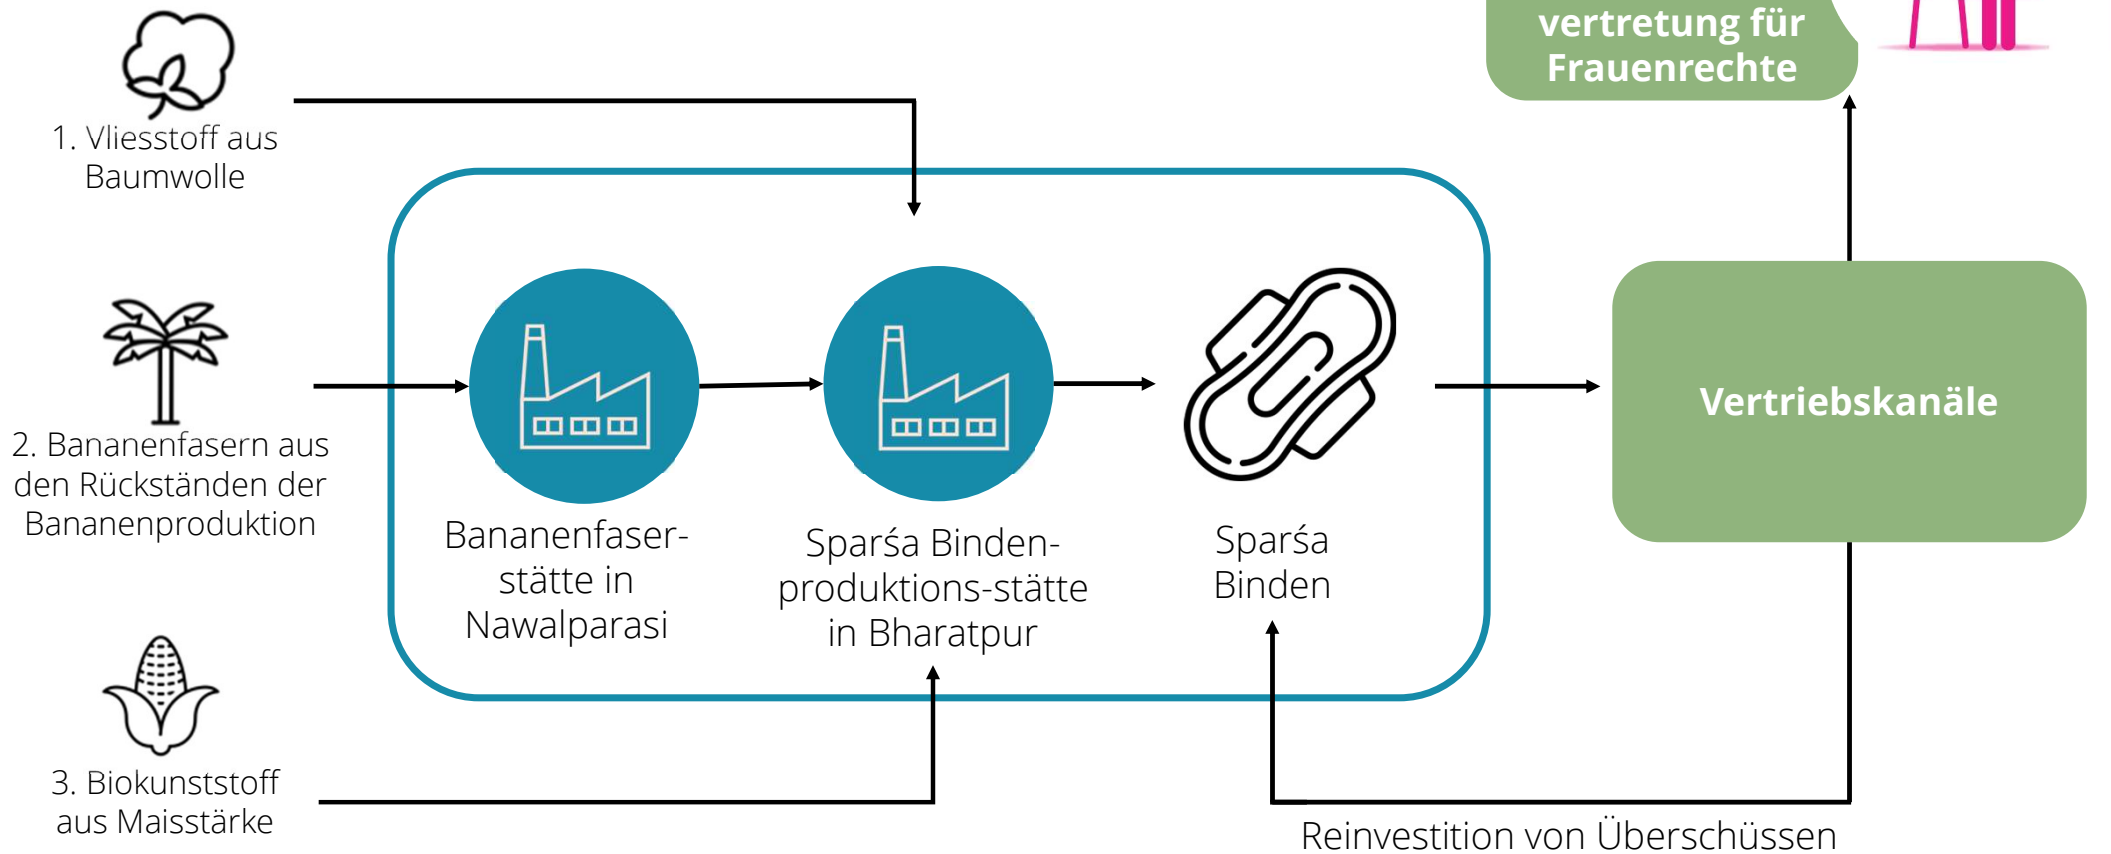 vertretung für
Frauenrechte
1. Vliesstoff aus
Baumwolle
2. Bananenfasern aus
den Rückständen der
Bananenproduktion
3. Biokunststoff
aus Maisstärke
Bananenfaser-
stätte in
Nawalparasi
Sparśa Binden-
produktions-stätte
in Bharatpur
Sparśa
Binden
Vertriebskanäle
Reinvestition von Überschüssen